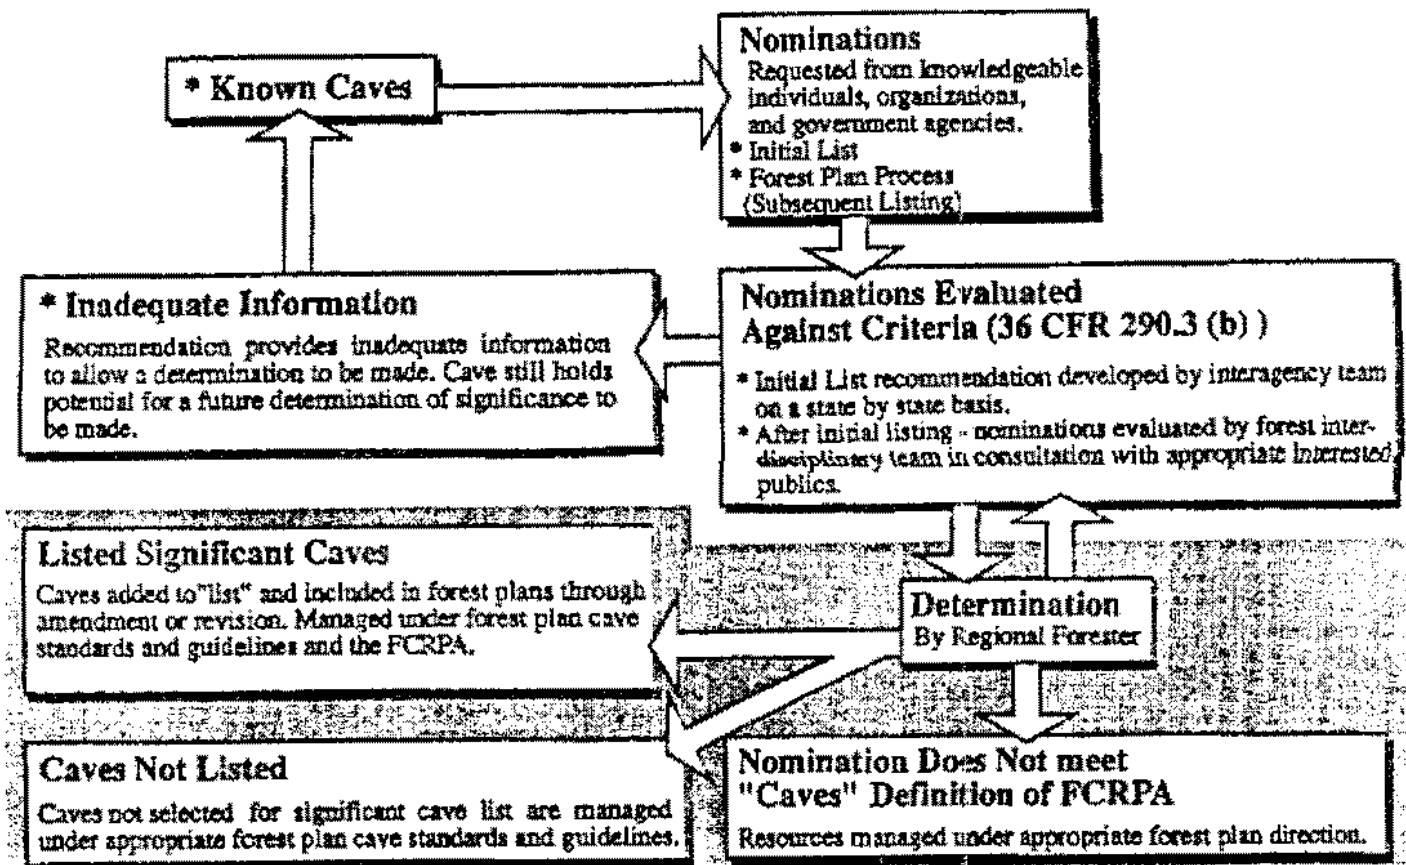 * Known Caves
Nominations
Requested from knowledgeable
individuals, organizations,
and government agencies.
* Initial List
* Forest Plan Process
(Subsequent Listing)
* Inadequate Information
Recommendation provides inadequate information
to allow a determination to be made. Cave still holds
potential for a future determination of significance to
be made.
Nominations Evaluated
Against Criteria (36 CFR 290.3 (b) )
* Initial List recommendation developed by interagency team
on a state by state basis.
* After initial listing - nominations evaluated by forest inter-
disciplinary team in consultation with appropriate interested
publics.
Listed Significant Caves
Caves added to "list" and included in forest plans through
amendment or revision. Managed under forest plan cave
standards and guidelines and the FCRPA.
Determination
By Regional Forester
Caves Not Listed
Caves not selected for significant cave list are managed
under appropriate forest plan cave standards and guidelines.
Nomination Does Not meet
"Caves" Definition of FCRPA
Resources managed under appropriate forest plan direction.